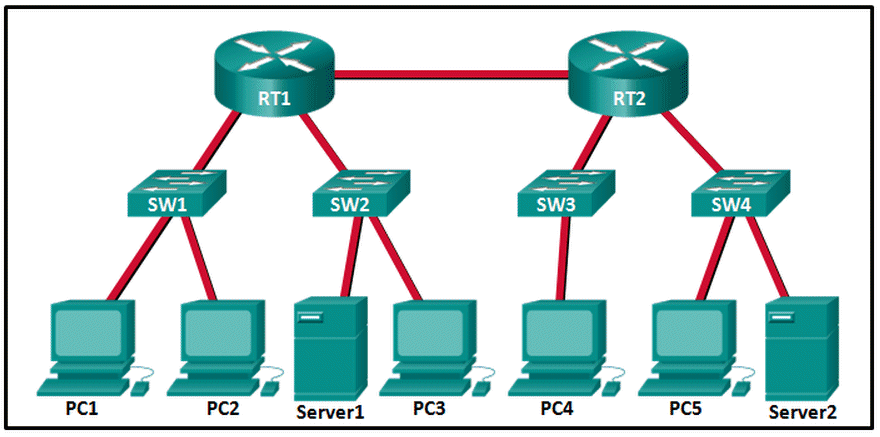 RT1
RT2
SW1
SW2
SW3
SW4
PC1
PC2
Server1
PC3
PC4
PC5
Server2